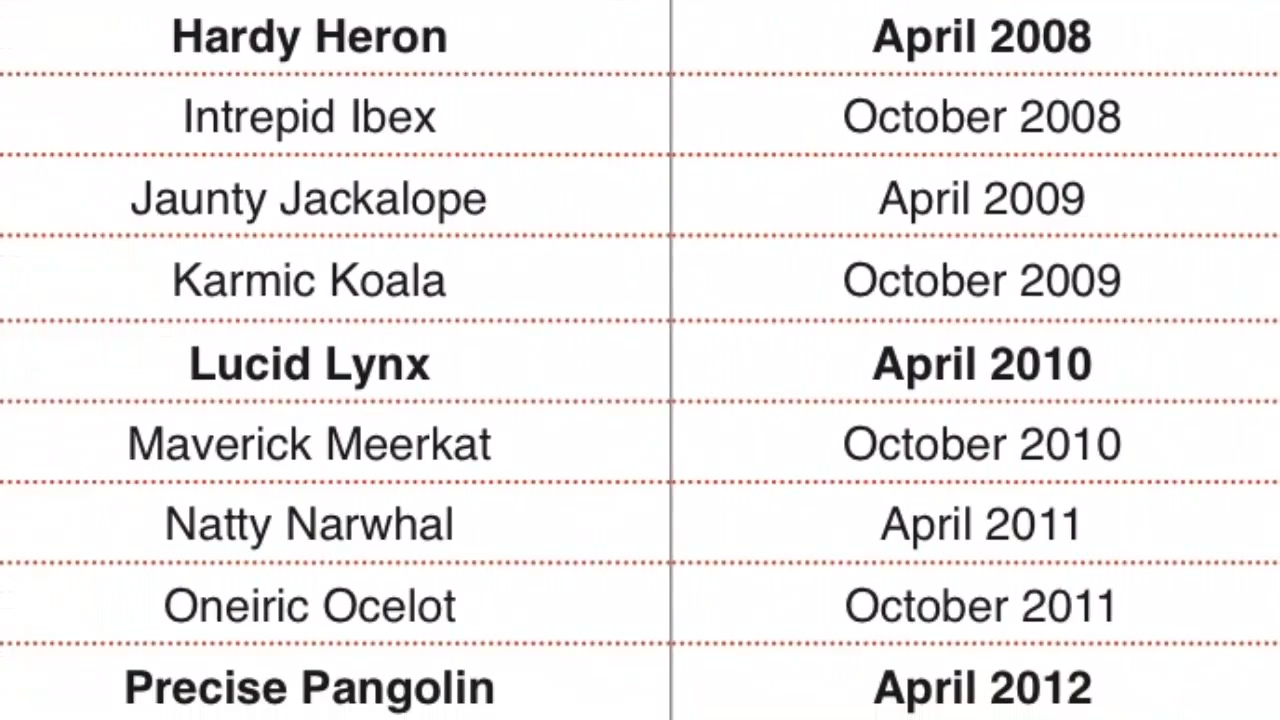 Hardy Heron April 2008
Intrepid Ibex October 2008
Jaunty Jackalope April 2009
Karmic Koala October 2009
Lucid Lynx April 2010
Maverick Meerkat October 2010
Natty Narwhal April 2011
Oneiric Ocelot October 2011
Precise Pangolin April 2012